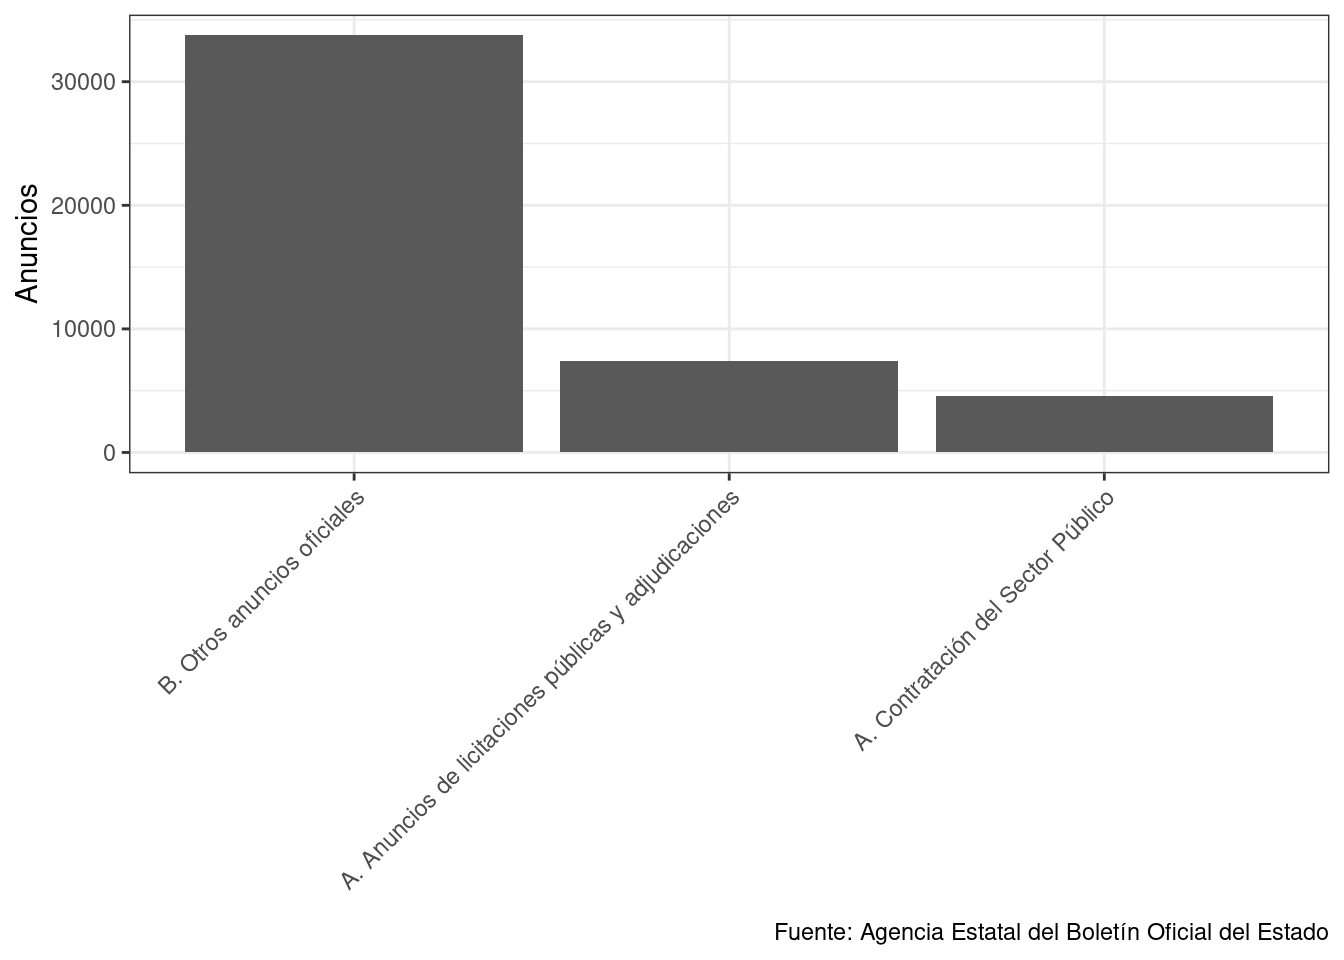 Anuncios
30000
20000
10000
0
B. Otros anuncios oficiales
A. Anuncios de licitaciones públicas y adjudicaciones
A. Contratación del Sector Público
Fuente: Agencia Estatal del Boletín Oficial del Estado